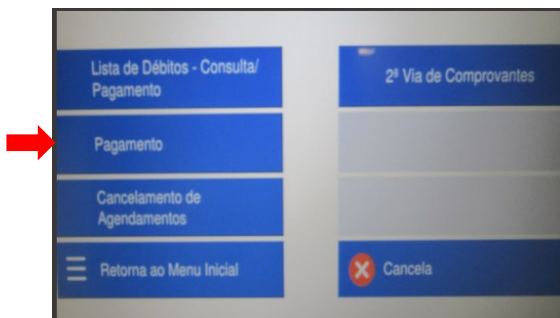 Lista de Débitos - Consulta/
Pagamento
2ª Via de Comprovantes
Pagamento
Cancelamento de
Agendamentos
Retorna ao Menu Inicial
Cancela